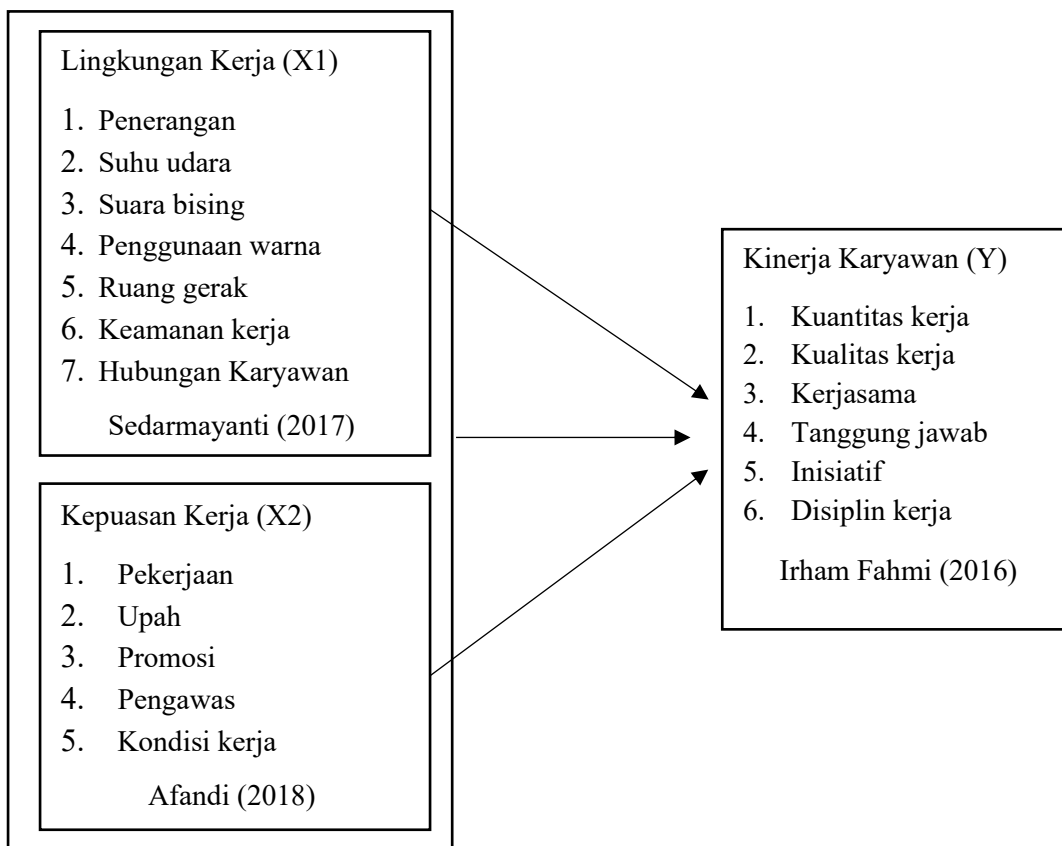 Lingkungan Kerja (X1)
1. Penerangan
2. Suhu udara
3. Suara bising
4. Penggunaan warna
5. Ruang gerak
6. Keamanan kerja
7. Hubungan Karyawan
Sedarmayanti (2017)
Kepuasan Kerja (X2)
1. Pekerjaan
2. Upah
3. Promosi
4. Pengawas
5. Kondisi kerja
Afandi (2018)
Kinerja Karyawan (Y)
1. Kuantitas kerja
2. Kualitas kerja
3. Kerjasama
4. Tanggung jawab
5. Inisiatif
6. Disiplin kerja
Irham Fahmi (2016)